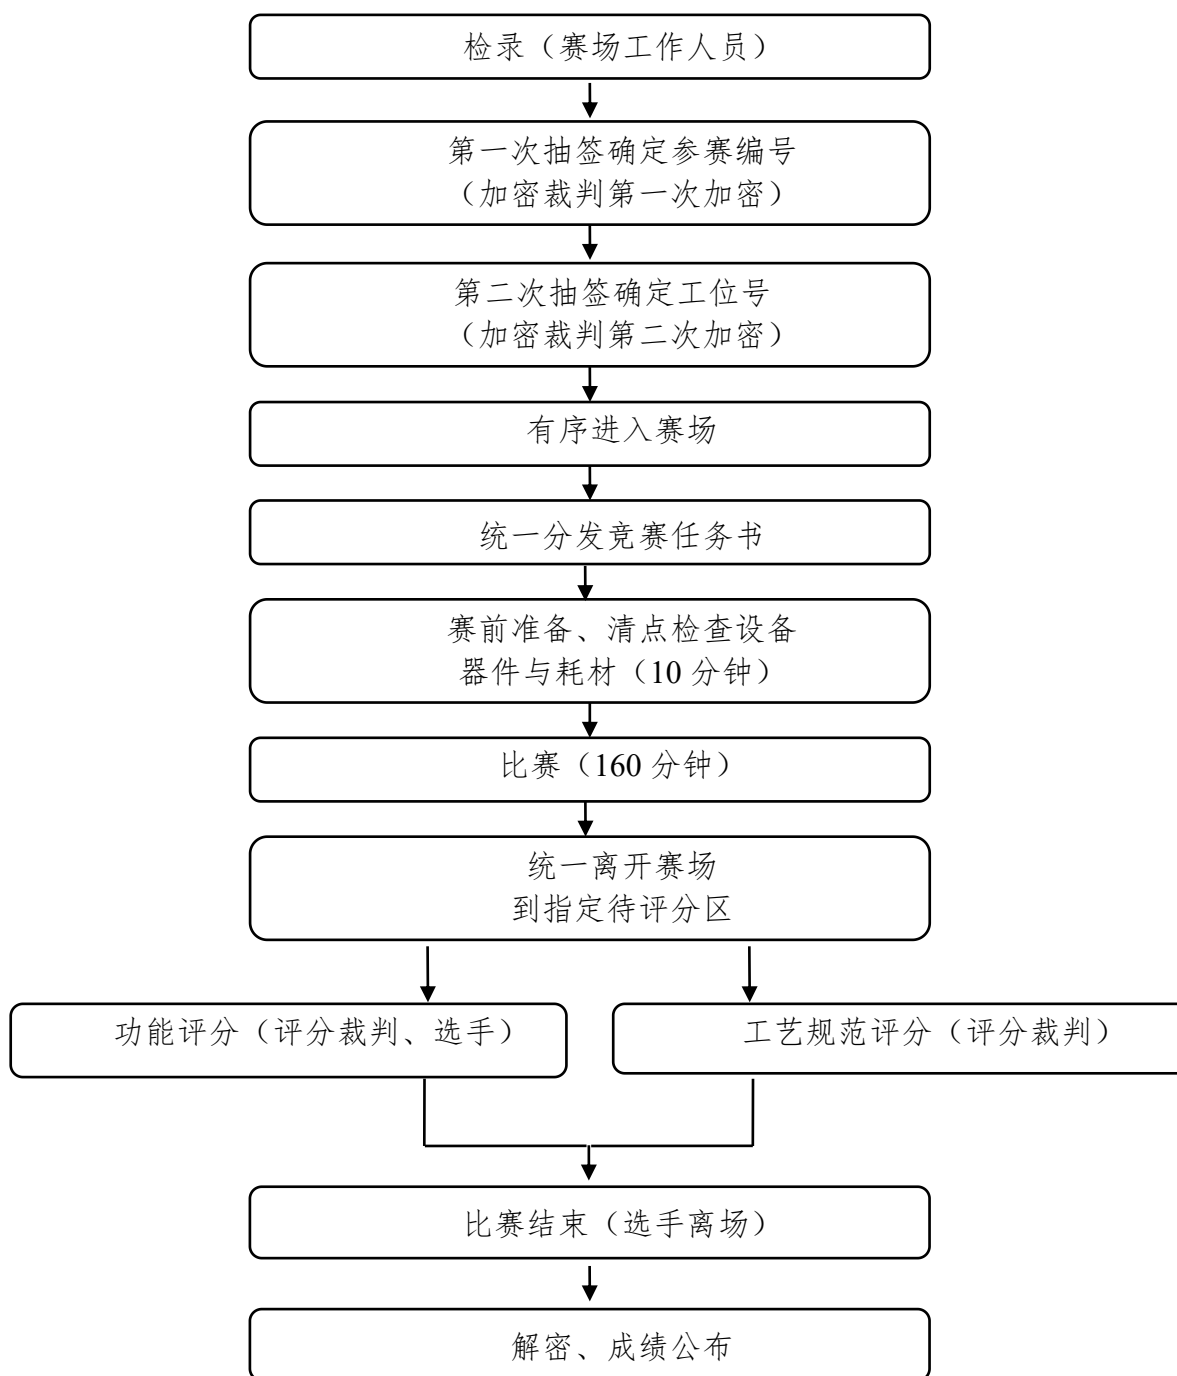 检录（赛场工作人员）
第一次抽签确定参赛编号
（加密裁判第一次加密）
第二次抽签确定工位号
（加密裁判第二次加密）
有序进入赛场
统一分发竞赛任务书
赛前准备、清点检查设备
器件与耗材（10 分钟）
比赛（160 分钟）
统一离开赛场
到指定待评分区
功能评分（评分裁判、选手）
工艺规范评分（评分裁判）
比赛结束（选手离场）
解密、成绩公布